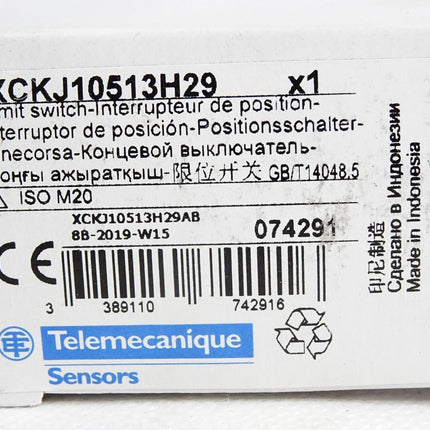 XCKJ10513H29 x1
mit switch-Interrupteur de position-
terruptor de posición-Positionsschalter-
necorsa-Концевой выключатель-
оңғы ажыратқыш-限位开关 GB/T14048.5
ISO M20
XCKJ10513H29AB
8B-2019-W15
074291
CE
3 389110 742916
Telemecanique
Sensors
印尼制造
Сделано в Индонезии
Made in Indonesia